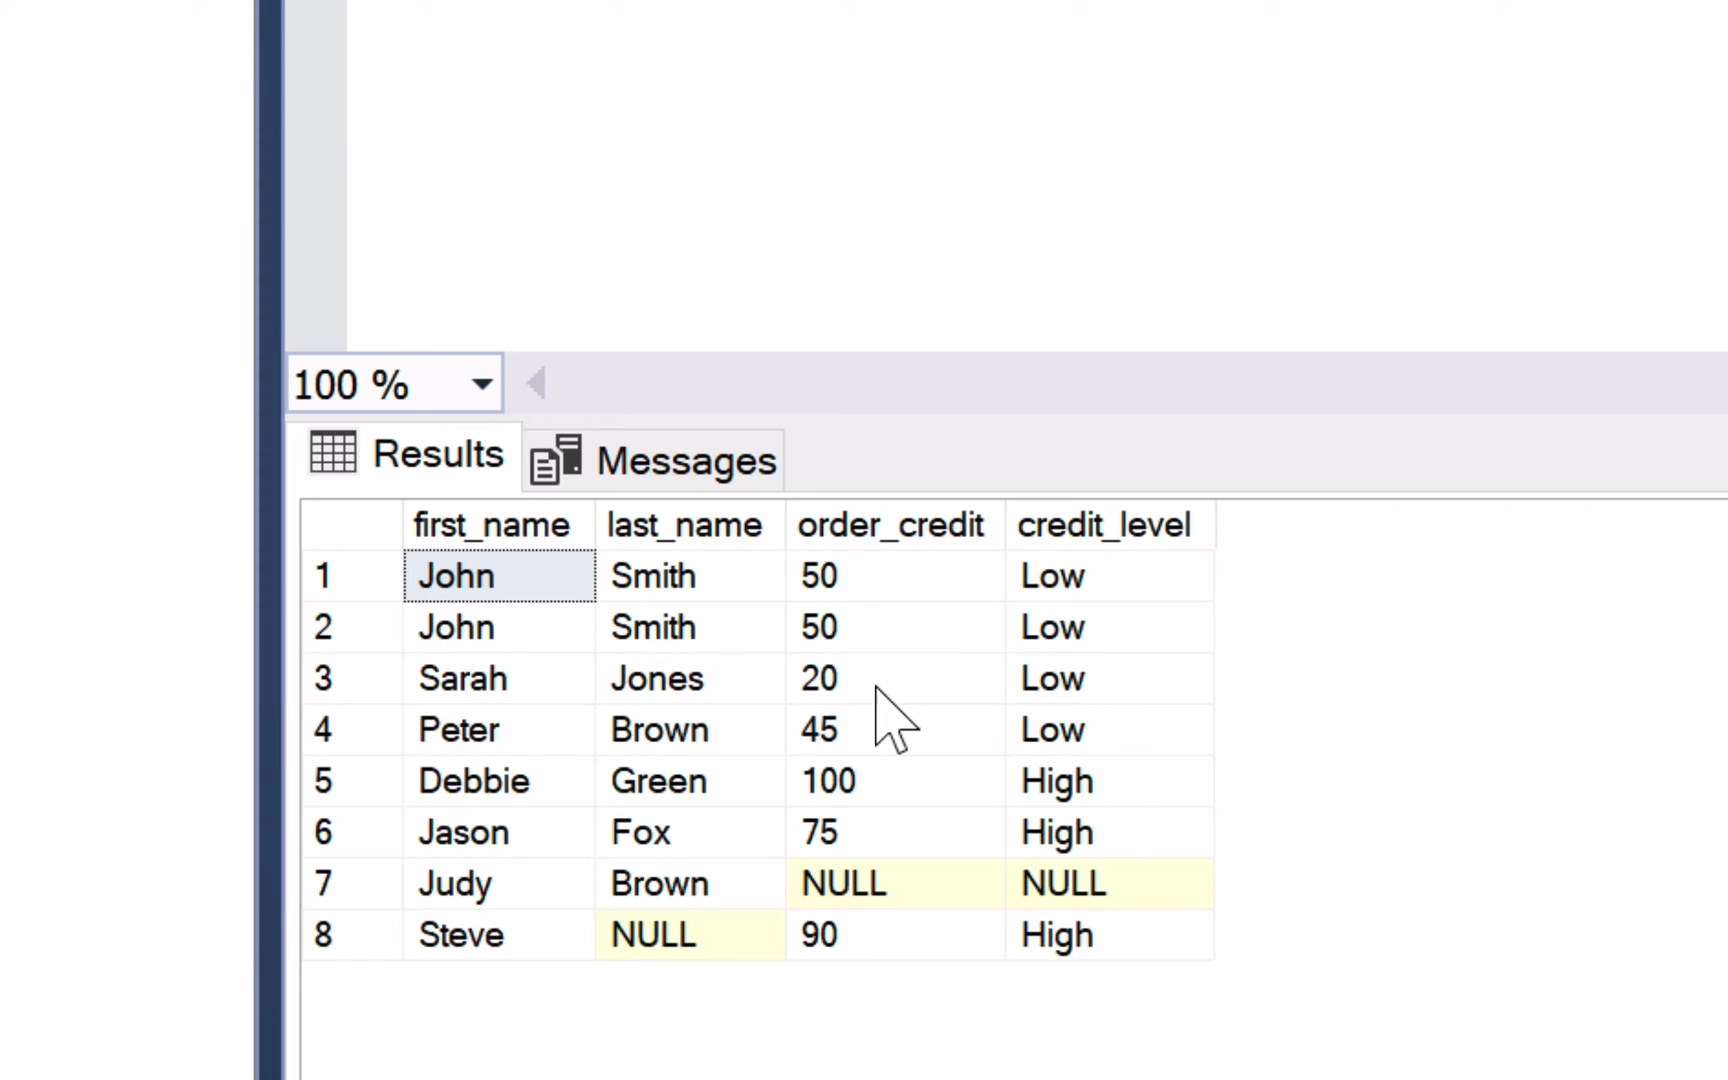 100 %
Results Messages
first_name last_name order_credit credit_level
1 John Smith 50 Low
2 John Smith 50 Low
3 Sarah Jones 20 Low
4 Peter Brown 45 Low
5 Debbie Green 100 High
6 Jason Fox 75 High
7 Judy Brown NULL NULL
8 Steve NULL 90 High